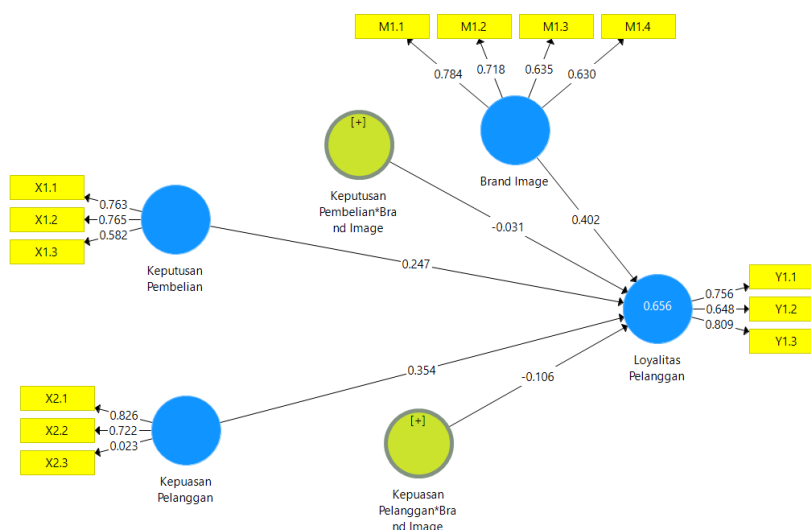 M1.1
M1.2
M1.3
M1.4
0.784
0.718
0.635
0.630
[+]
Brand Image
Keputusan
Pembelian*Bra
nd Image
X1.1
X1.2
X1.3
0.763
0.765
0.582
Keputusan
Pembelian
0.402
-0.031
0.247
0.656
Loyalitas
Pelanggan
0.756
0.648
0.809
Y1.1
Y1.2
Y1.3
0.354
-0.106
X2.1
X2.2
X2.3
0.826
0.722
0.023
Kepuasan
Pelanggan
[+]
Kepuasan
Pelanggan*Bra
nd Image